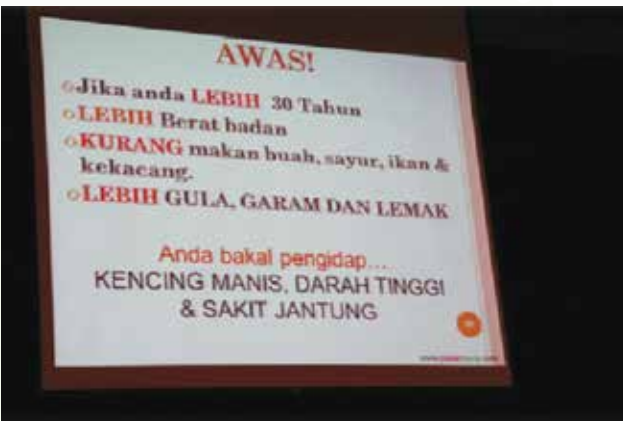 AWAS!
Jika anda LEBIH 30 Tahun
LEBIH Berat badan
KURANG makan buah, sayur, ikan &
kekacang.
LEBIH GULA, GARAM DAN LEMAK
Anda bakal pengidap...
KENCING MANIS, DARAH TINGGI
& SAKIT JANTUNG